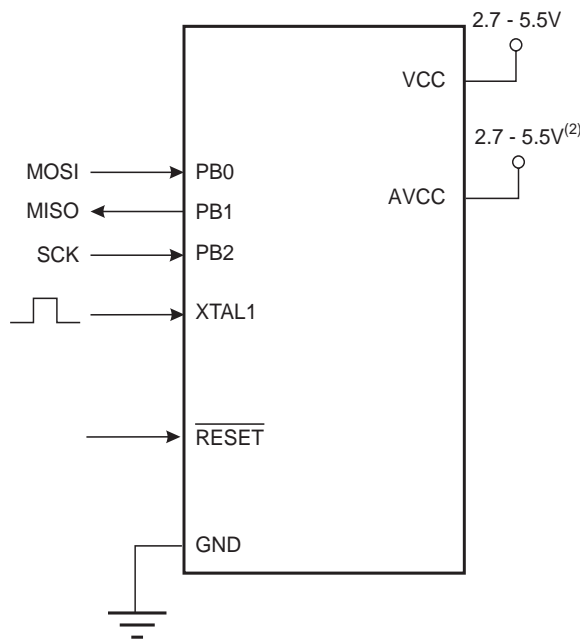 2.7 - 5.5V
VCC
2.7 - 5.5V(2)
AVCC
MOSI PB0
MISO PB1
SCK PB2
XTAL1
RESET
GND